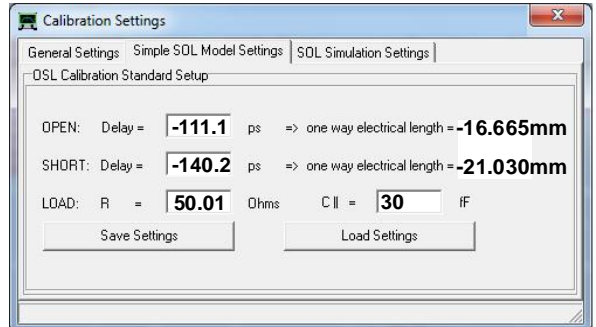 Calibration Settings
General Settings Simple SOL Model Settings SOL Simulation Settings
OSL Calibration Standard Setup
OPEN: Delay = -111.1 ps => one way electrical length = -16.665mm
SHORT: Delay = -140.2 ps => one way electrical length = -21.030mm
LOAD: R = 50.01 Ohms C || = 30 fF
Save Settings Load Settings